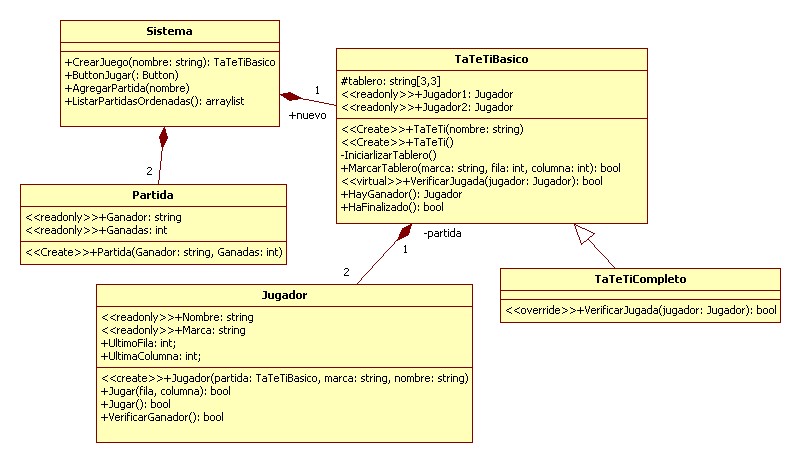 Sistema
+CrearJuego(nombre: string): TaTeTiBasico
+ButtonJugar(: Button)
+AgregarPartida(nombre)
+ListarPartidasOrdenadas(): arraylist
1
+nuevo
TaTeTiBasico
#tablero: string[3,3]
<<readonly>>+Jugador1: Jugador
<<readonly>>+Jugador2: Jugador
<<Create>>+TaTeTi(nombre: string)
<<Create>>+TaTeTi()
-IniciarlizarTablero()
+MarcarTablero(marca: string, fila: int, columna: int): bool
<<virtual>>+VerificarJugada(jugador: Jugador): bool
+HayGanador(): Jugador
+HaFinalizado(): bool
2
Partida
<<readonly>>+Ganador: string
<<readonly>>+Ganadas: int
<<Create>>+Partida(Ganador: string, Ganadas: int)
-partida
1
2
Jugador
<<readonly>>+Nombre: string
<<readonly>>+Marca: string
+UltimoFila: int;
+UltimaColumna: int;
<<create>>+Jugador(partida: TaTeTiBasico, marca: string, nombre: string)
+Jugar(fila, columna): bool
+Jugar(): bool
+VerificarGanador(): bool
TaTeTiCompleto
<<override>>+VerificarJugada(jugador: Jugador): bool